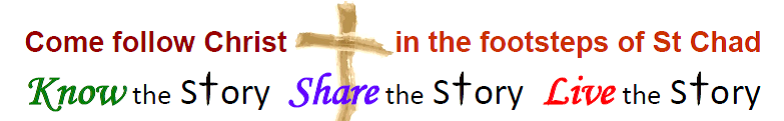 Come follow Christ in the footsteps of St Chad
Know the Story Share the Story Live the Story